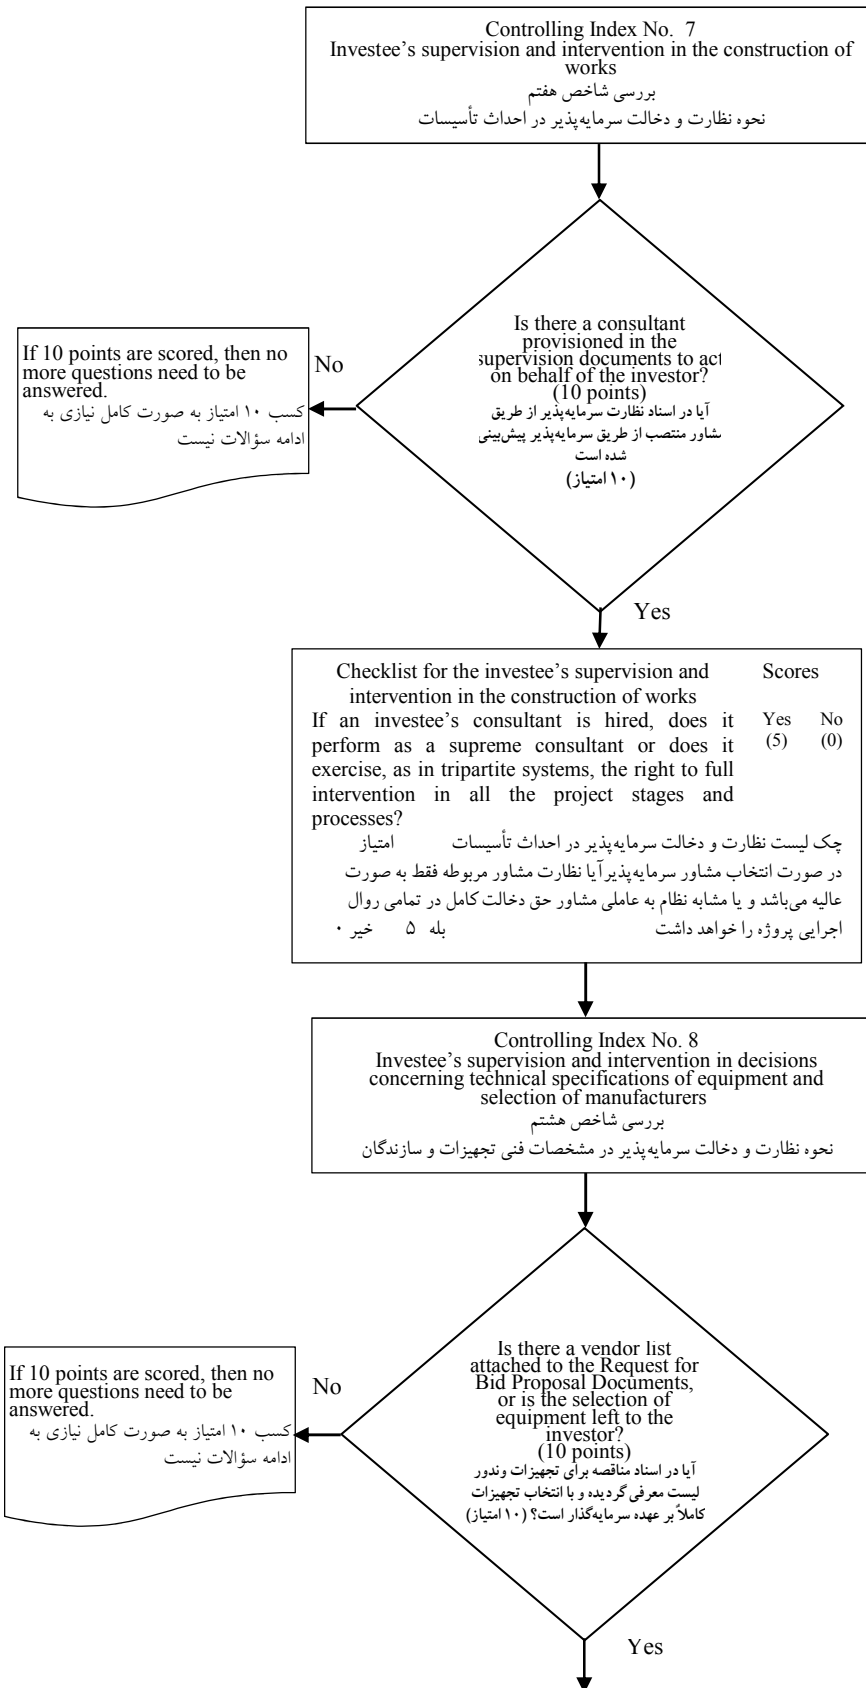 Controlling Index No. 7
Investee’s supervision and intervention in the construction of
works
بررسی شاخص هفتم
نحوه نظارت و دخالت سرمایه‌پذیر در احداث تأسیسات
Is there a consultant
provisioned in the
supervision documents to act
on behalf of the investor?
(10 points)
آیا در اسناد نظارت سرمایه‌پذیر از طریق
مشاور منتصب از طریق سرمایه‌پذیر پیش‌بینی
شده است
(۱۰ امتیاز)
No
If 10 points are scored, then no
more questions need to be
answered.
کسب ۱۰ امتیاز به صورت کامل نیازی به
ادامه سؤالات نیست
Yes
Checklist for the investee’s supervision and Scores
intervention in the construction of works
If an investee’s consultant is hired, does it Yes No
perform as a supreme consultant or does it (5) (0)
exercise, as in tripartite systems, the right to full
intervention in all the project stages and
processes?
چک لیست نظارت و دخالت سرمایه‌پذیر در احداث تأسیسات امتیاز
در صورت انتخاب مشاور سرمایه‌پذیر آیا نظارت مشاور مربوطه فقط به صورت
عالیه می‌باشد و یا مشابه نظام به عاملی مشاور حق دخالت کامل در تمامی روال
اجرایی پروژه را خواهد داشت بله ۵ خیر ۰
Controlling Index No. 8
Investee’s supervision and intervention in decisions
concerning technical specifications of equipment and
selection of manufacturers
بررسی شاخص هشتم
نحوه نظارت و دخالت سرمایه‌پذیر در مشخصات فنی تجهیزات و سازندگان
Is there a vendor list
attached to the Request for
Bid Proposal Documents,
or is the selection of
equipment left to the
investor?
(10 points)
آیا در اسناد مناقصه برای تجهیزات وندور
لیست معرفی گردیده و با انتخاب تجهیزات
کاملاً بر عهده سرمایه‌گذار است؟ (۱۰ امتیاز)
No
If 10 points are scored, then no
more questions need to be
answered.
کسب ۱۰ امتیاز به صورت کامل نیازی به
ادامه سؤالات نیست
Yes